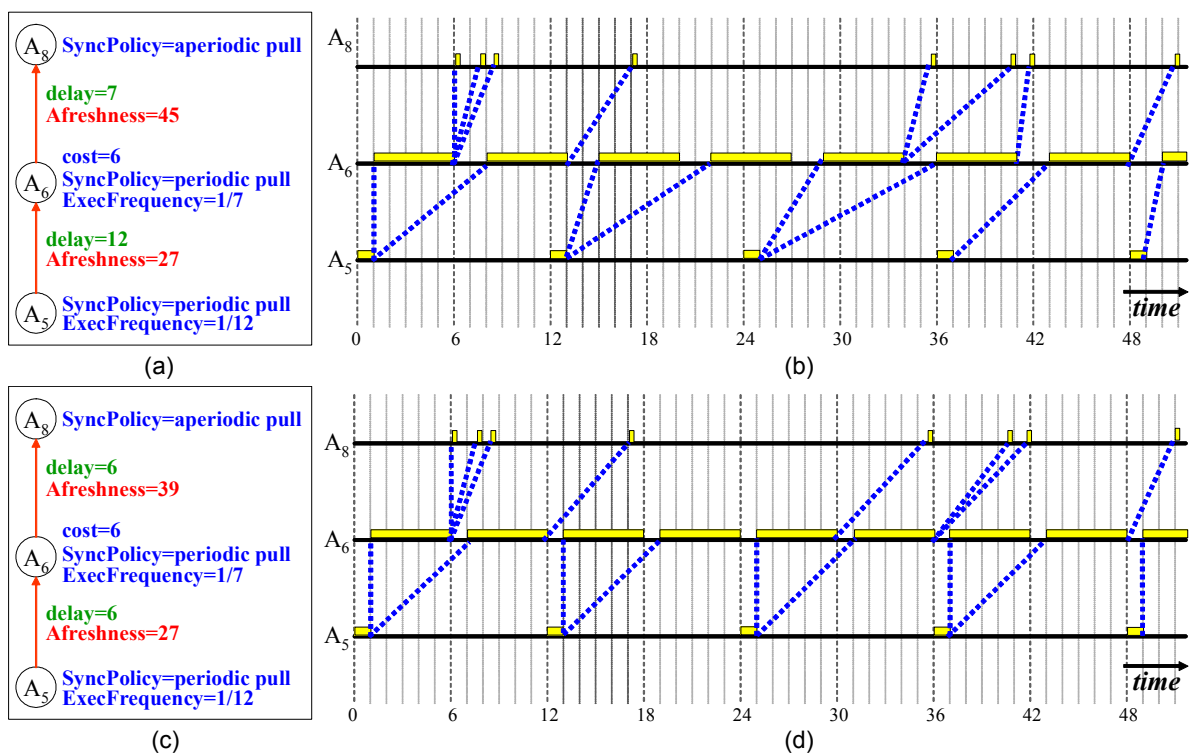 A8 SyncPolicy=aperiodic pull
delay=7
Afreshness=45
cost=6
A6 SyncPolicy=periodic pull
ExecFrequency=1/7
delay=12
Afreshness=27
A5 SyncPolicy=periodic pull
ExecFrequency=1/12
(a)
A8
A6
A5
time
0 6 12 18 24 30 36 42 48
(b)
A8 SyncPolicy=aperiodic pull
delay=6
Afreshness=39
cost=6
A6 SyncPolicy=periodic pull
ExecFrequency=1/7
delay=6
Afreshness=27
A5 SyncPolicy=periodic pull
ExecFrequency=1/12
(c)
A8
A6
A5
time
0 6 12 18 24 30 36 42 48
(d)